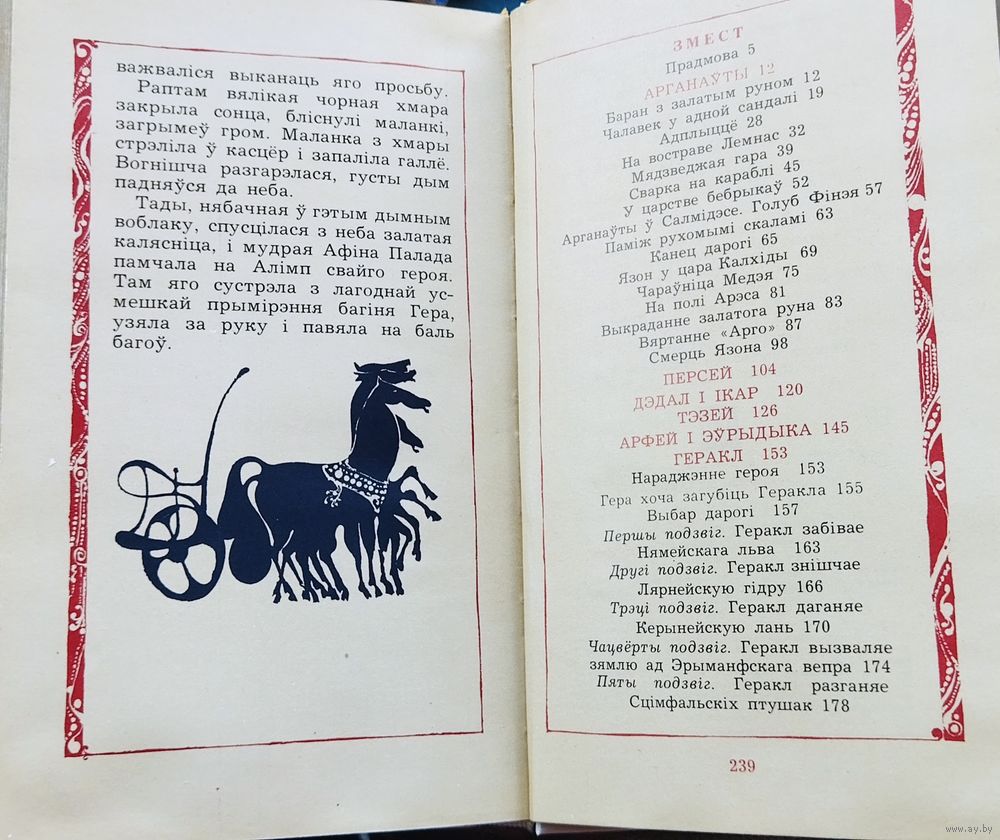 важваліся выканаць яго просьбу.
Раптам вялікая чорная хмара
закрыла сонца, бліснулі маланкі,
загрымеў гром. Маланка з хмары
стрэліла ў касцёр і запаліла галлё.
Вогнішча разгарэлася, густы дым
падняўся да неба.
Тады, нябачная ў гэтым дымным
воблаку, спусцілася з неба залатая
калясніца, і мудрая Афіна Палада
памчала на Алімп свайго героя.
Там яго сустрэла з лагоднай ус-
мешкай прымірэння багіня Гера,
узяла за руку і павяла на баль
багоў.
ЗМЕСТ
Прадмова 5
АРГАНАЎТЫ 12
Баран з залатым руном 12
Чалавек у адной сандалі 19
Адплыццё 28
На востраве Лемнас 32
Мядзведжая гара 39
Сварка на караблі 45
У царстве бебрыкаў 52
Арганаўты ў Салмідэсе. Голуб Фінэя 57
Паміж рухомымі скаламі 63
Канец дарогі 65
Язон у цара Калхіды 69
Чараўніца Медэя 75
На полі Арэса 81
Выкраданне залатога руна 83
Вяртанне «Арго» 87
Смерць Язона 98
ПЕРСЕЙ 104
ДЭДАЛ І ІКАР 120
ТЭЗЕЙ 126
АРФЕЙ І ЭЎРЫДЫКА 145
ГЕРАКЛ 153
Нараджэнне героя 153
Гера хоча загубіць Геракла 155
Выбар дарогі 157
Першы подзвіг. Геракл забівае
Нямейскага льва 163
Другі подзвіг. Геракл знішчае
Лярнейскую гідру 166
Трэці подзвіг. Геракл даганяе
Керынейскую лань 170
Чацвёрты подзвіг. Геракл вызваляе
зямлю ад Эрыманфскага вепра 174
Пяты подзвіг. Геракл разганяе
Сцімфальскіх птушак 178
239
www.ay.by